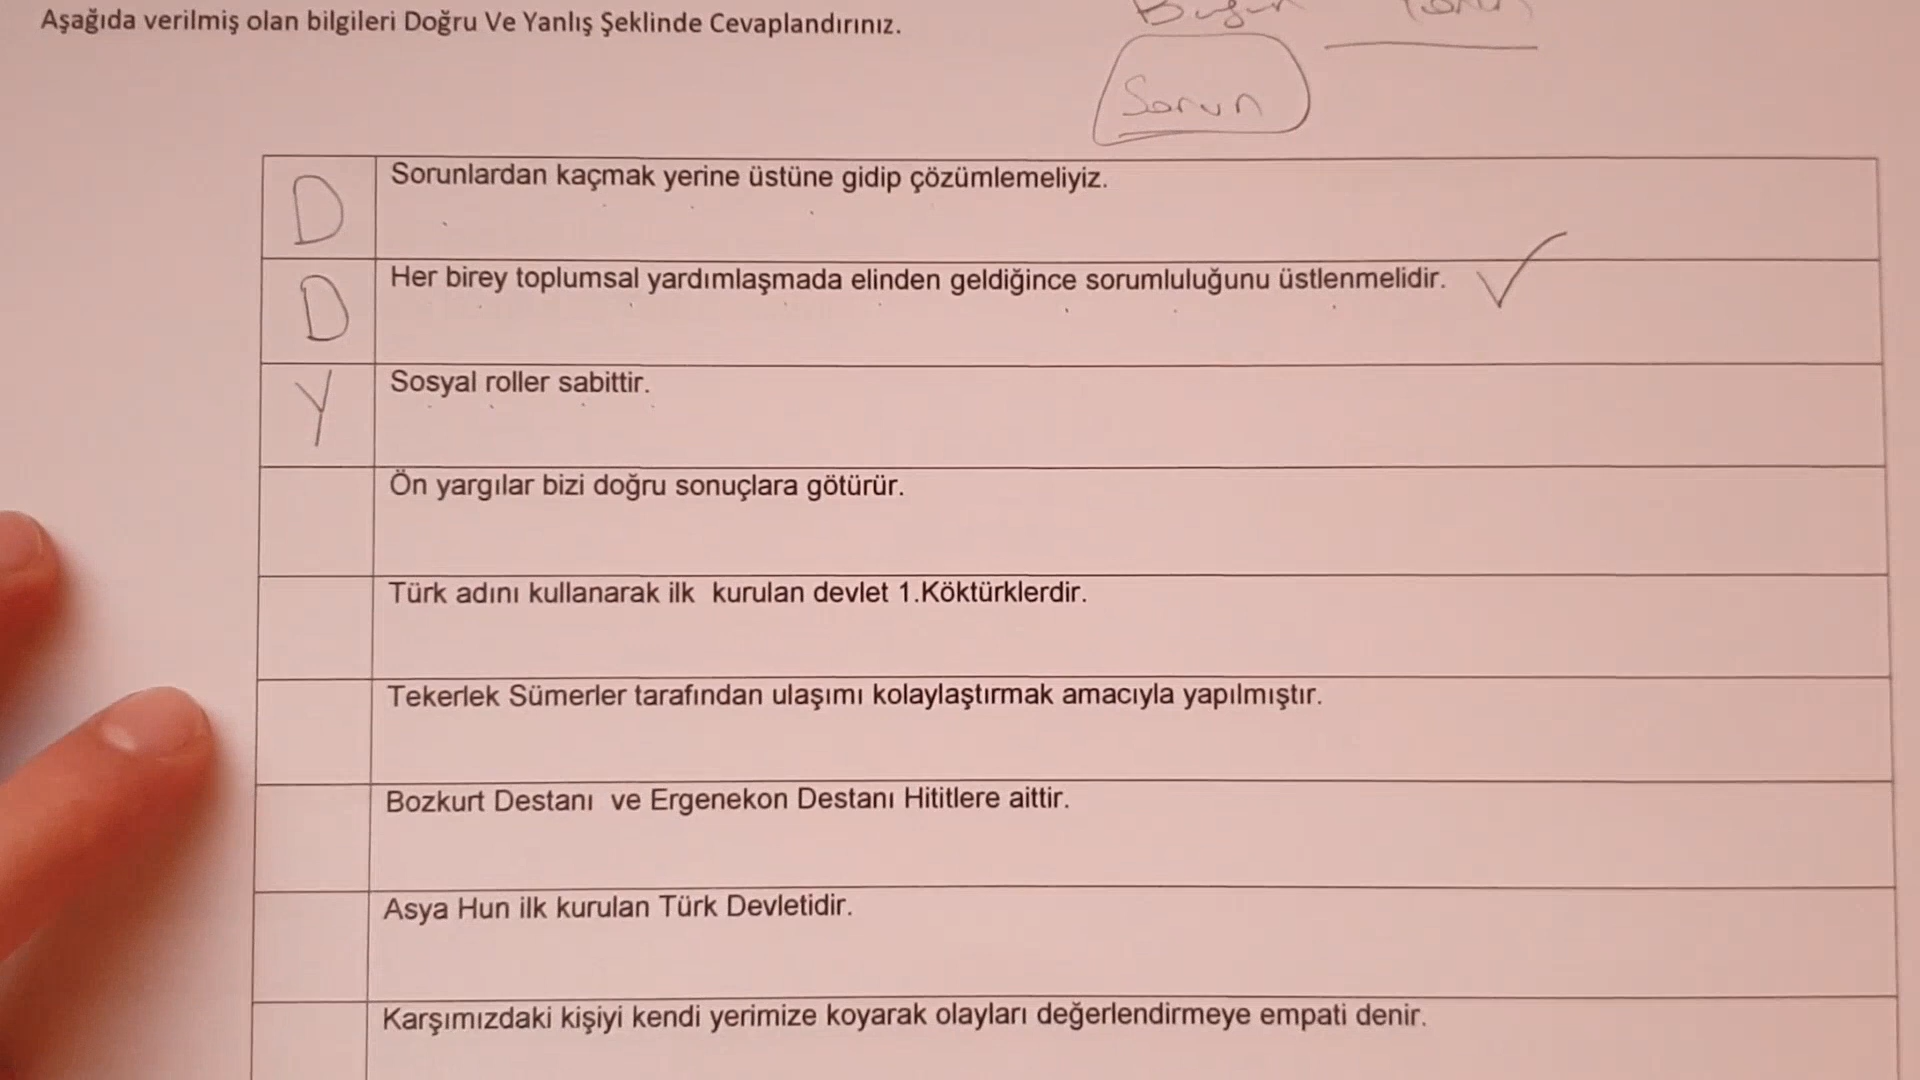 Aşağıda verilmiş olan bilgileri Doğru Ve Yanlış Şeklinde Cevaplandırınız.
Sorun
D Sorunlardan kaçmak yerine üstüne gidip çözümlemeliyiz.
D Her birey toplumsal yardımlaşmada elinden geldiğince sorumluluğunu üstlenmelidir. ✓
Y Sosyal roller sabittir.
Ön yargılar bizi doğru sonuçlara götürür.
Türk adını kullanarak ilk kurulan devlet 1.Köktürklerdir.
Tekerlek Sümerler tarafından ulaşımı kolaylaştırmak amacıyla yapılmıştır.
Bozkurt Destanı ve Ergenekon Destanı Hititlere aittir.
Asya Hun ilk kurulan Türk Devletidir.
Karşımızdaki kişiyi kendi yerimize koyarak olayları değerlendirmeye empati denir.